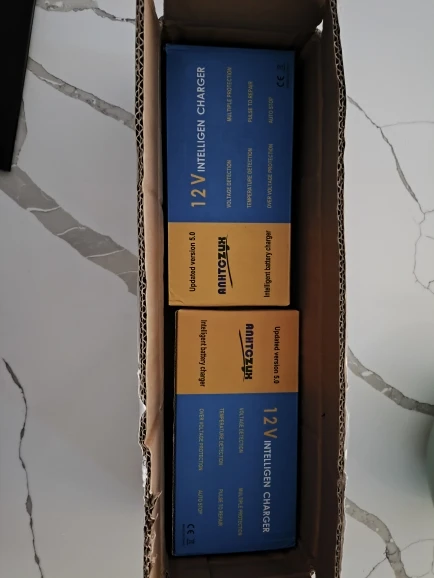 12V INTELLIGEN CHARGER
VOLTAGE DETECTION
MULTIPLE PROTECTION
TEMPERATURE DETECTION
PULSE TO REPAIR
OVER VOLTAGE PROTECTION
AUTO STOP
CE
Updated version 5.0
ANHTCZYX
Intelligent battery charger
Updated version 5.0
ANHTCZYX
Intelligent battery charger
12V INTELLIGEN CHARGER
VOLTAGE DETECTION
MULTIPLE PROTECTION
TEMPERATURE DETECTION
PULSE TO REPAIR
OVER VOLTAGE PROTECTION
AUTO STOP
CE